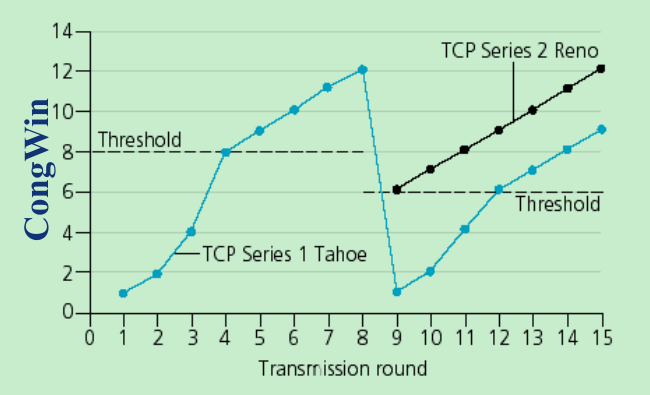 14
TCP Series 2 Reno
12
10
Threshold
8
6
Threshold
4
TCP Series 1 Tahoe
2
0
CongWin
0 1 2 3 4 5 6 7 8 9 10 11 12 13 14 15
Transmission round